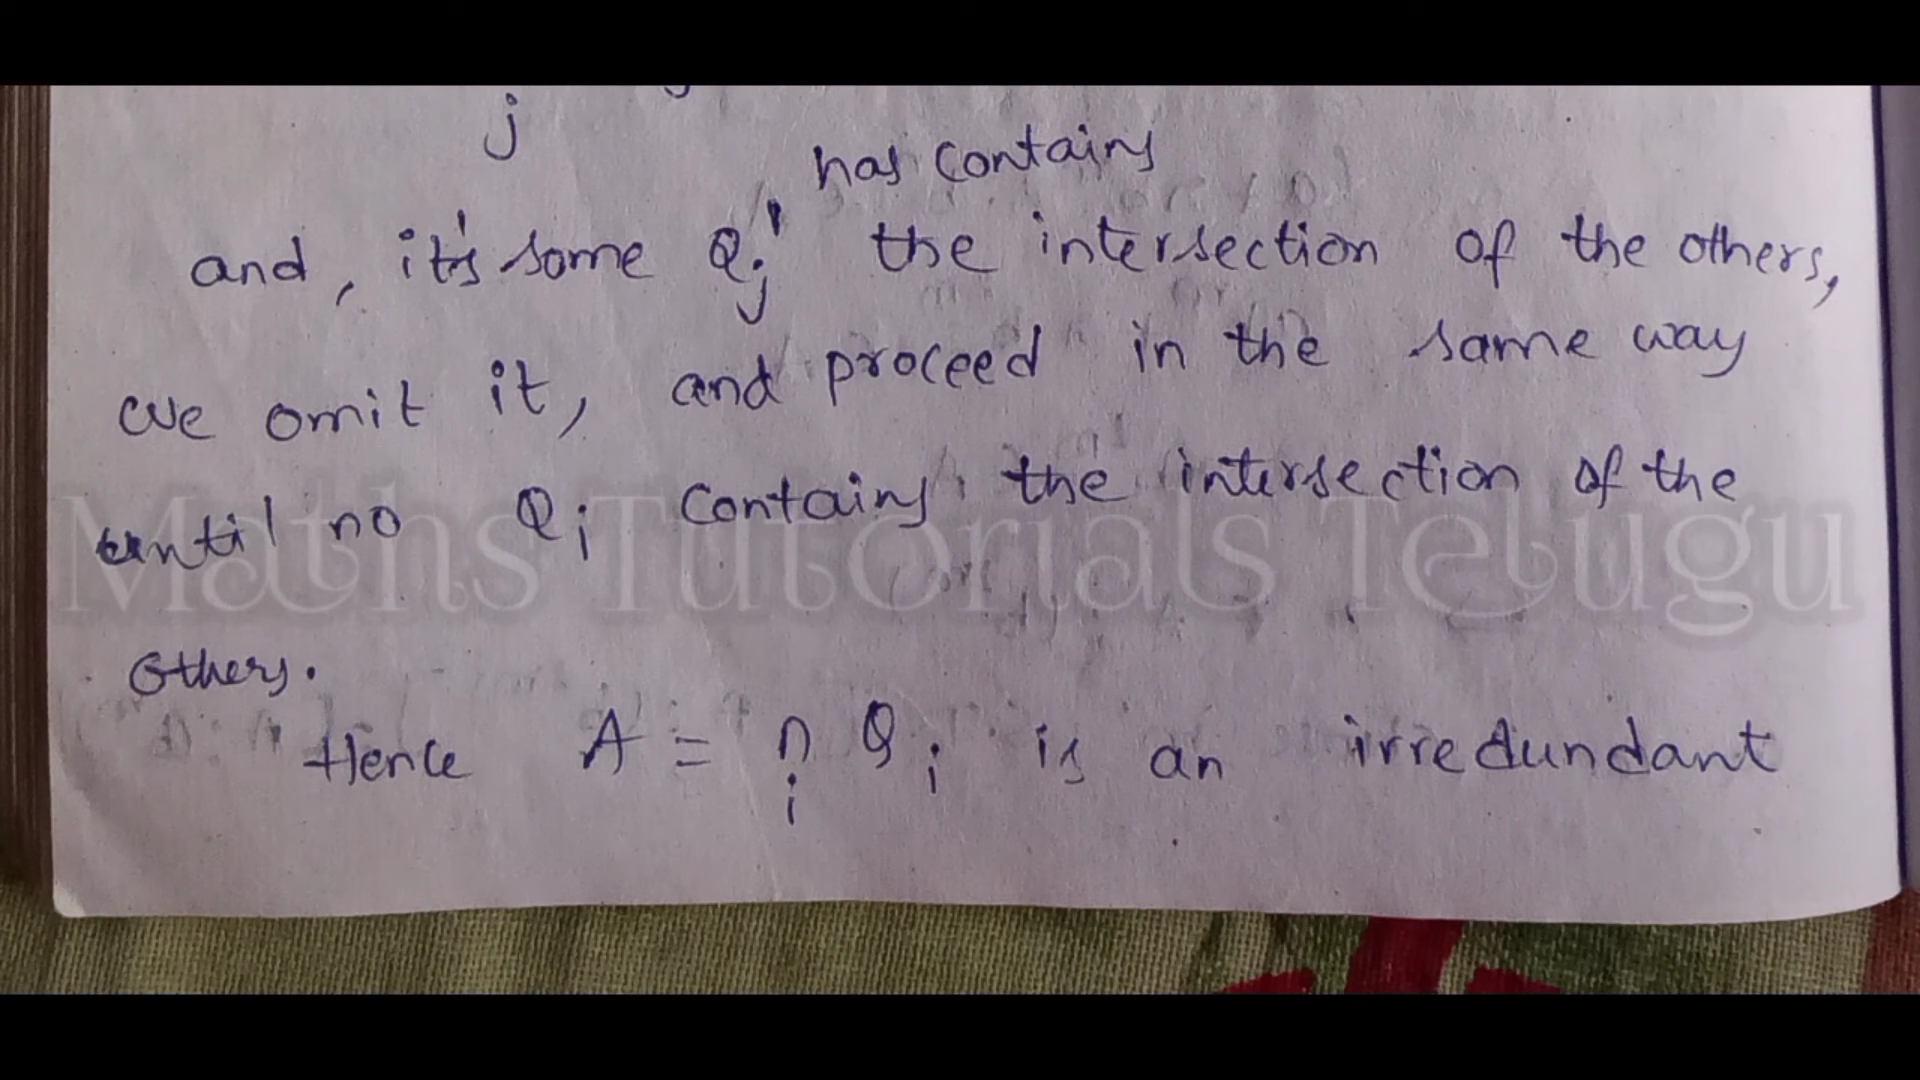 j
has contains
and, it's some Qj' the intersection of the others,
we omit it, and proceed in the same way
until no Qi contains the intersection of the
others.
Hence A = ∩i Qi is an irredundant
Maths Tutorials Telugu